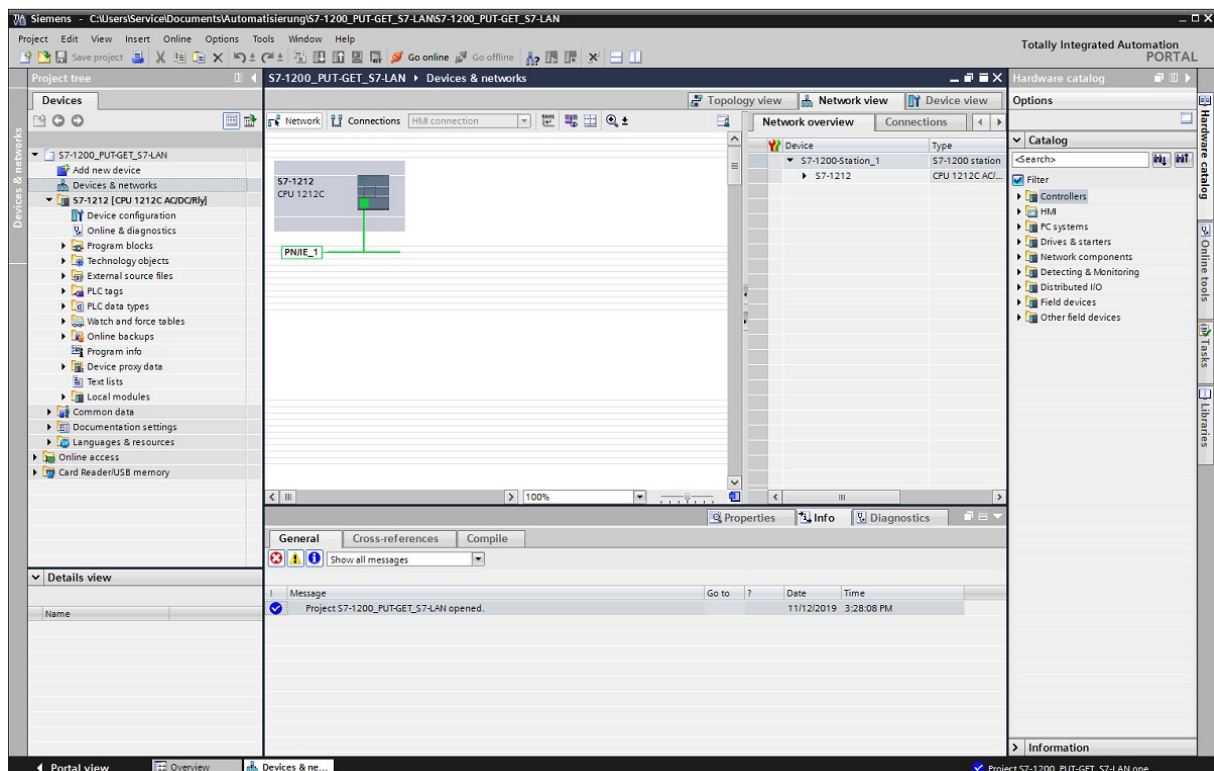 Siemens - C:\Users\Service\Documents\Automatisierung\S7-1200_PUT-GET_S7-LAN\S7-1200_PUT-GET_S7-LAN
Project Edit View Insert Online Options Tools Window Help
Totally Integrated Automation
PORTAL
Save project Go online Go offline
Project tree
Devices
Devices & networks
S7-1200_PUT-GET_S7-LAN
Add new device
Devices & networks
S7-1212 [CPU 1212C AC/DC/Rly]
Device configuration
Online & diagnostics
Program blocks
Technology objects
External source files
PLC tags
PLC data types
Watch and force tables
Online backups
Program info
Device proxy data
Text lists
Local modules
Common data
Documentation settings
Languages & resources
Online access
Card Reader/USB memory
Details view
Name
S7-1200_PUT-GET_S7-LAN Devices & networks
Topology view Network view Device view
Network Connections HMI connection
S7-1212
CPU 1212C
PN/IE_1
100%
Network overview Connections
Device Type
S7-1200-Station_1 S7-1200 station
S7-1212 CPU 1212C AC/...
Properties Info Diagnostics
General Cross-references Compile
Show all messages
! Message Go to ? Date Time
Project S7-1200_PUT-GET_S7-LAN opened. 11/12/2019 3:28:08 PM
Hardware catalog
Options
Catalog
<Search>
Filter
Controllers
HMI
PC systems
Drives & starters
Network components
Detecting & Monitoring
Distributed I/O
Field devices
Other field devices
Information
Hardware catalog
Online tools
Tasks
Libraries
Portal view Overview Devices & ne...
Project S7-1200_PUT-GET_S7-LAN ope...